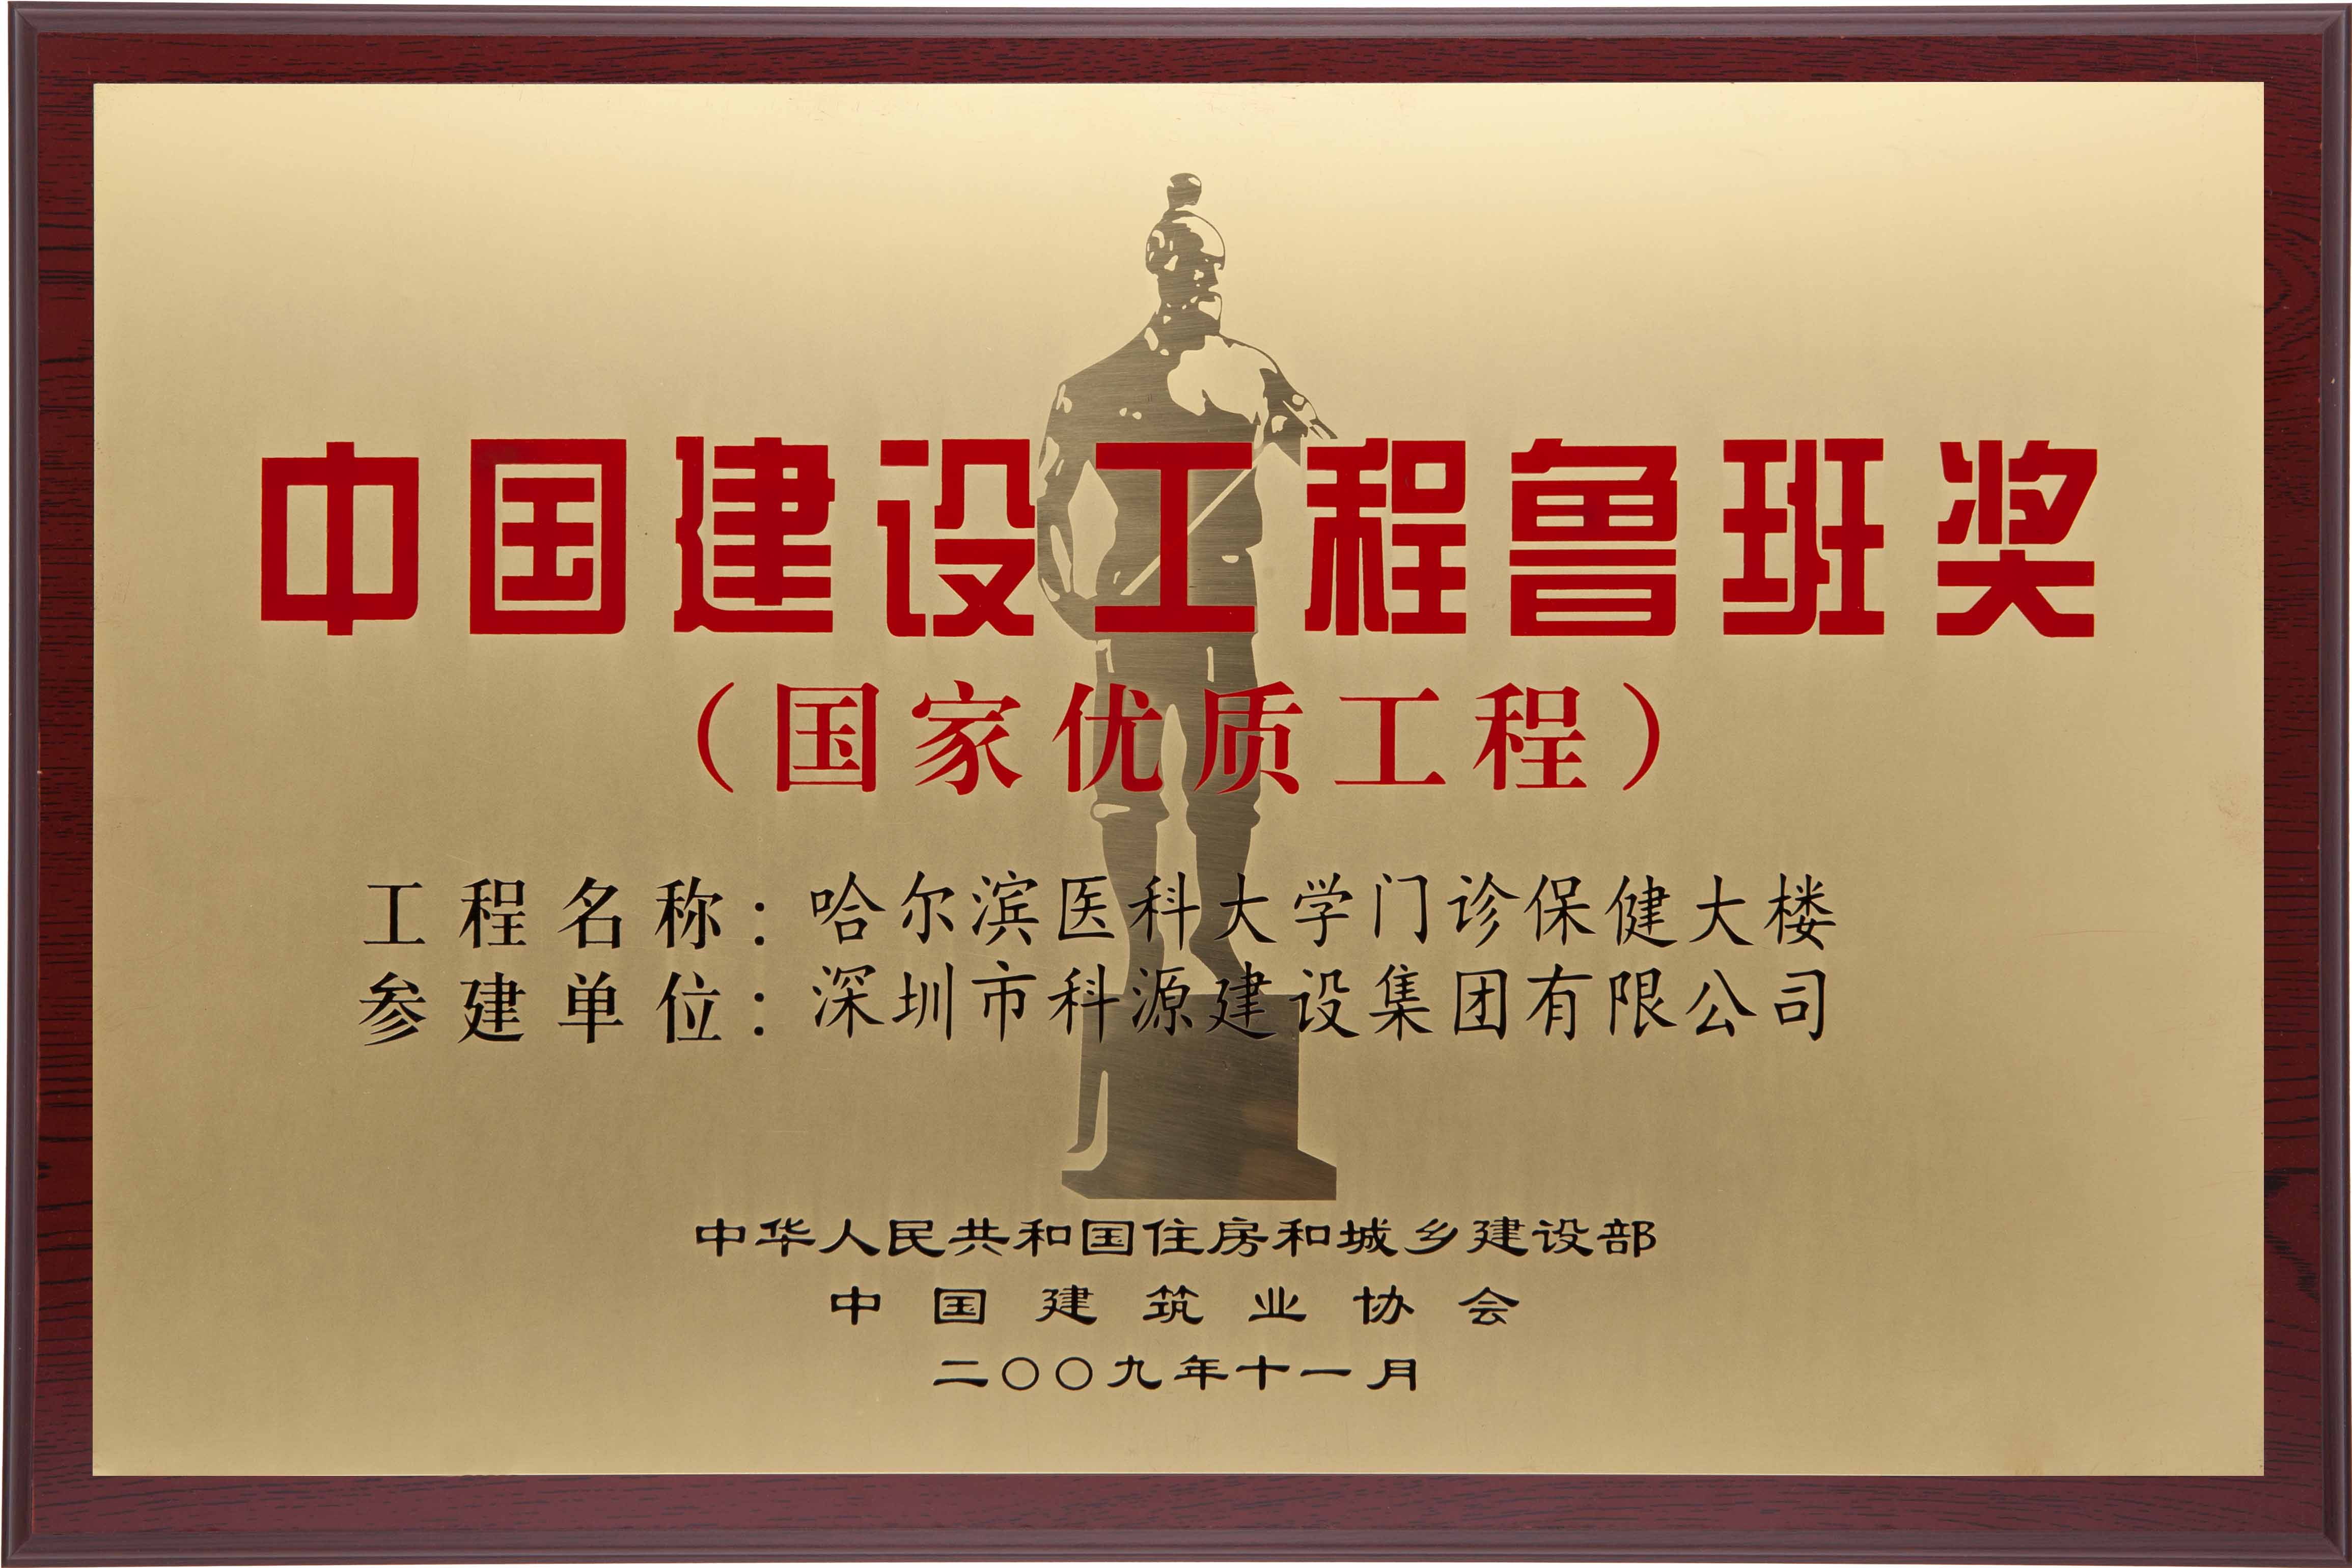 中国建设工程鲁班奖
（国家优质工程）
工程名称：哈尔滨医科大学门诊保健大楼
参建单位：深圳市科源建设集团有限公司
中华人民共和国住房和城乡建设部
中国建筑业协会
二〇〇九年十一月